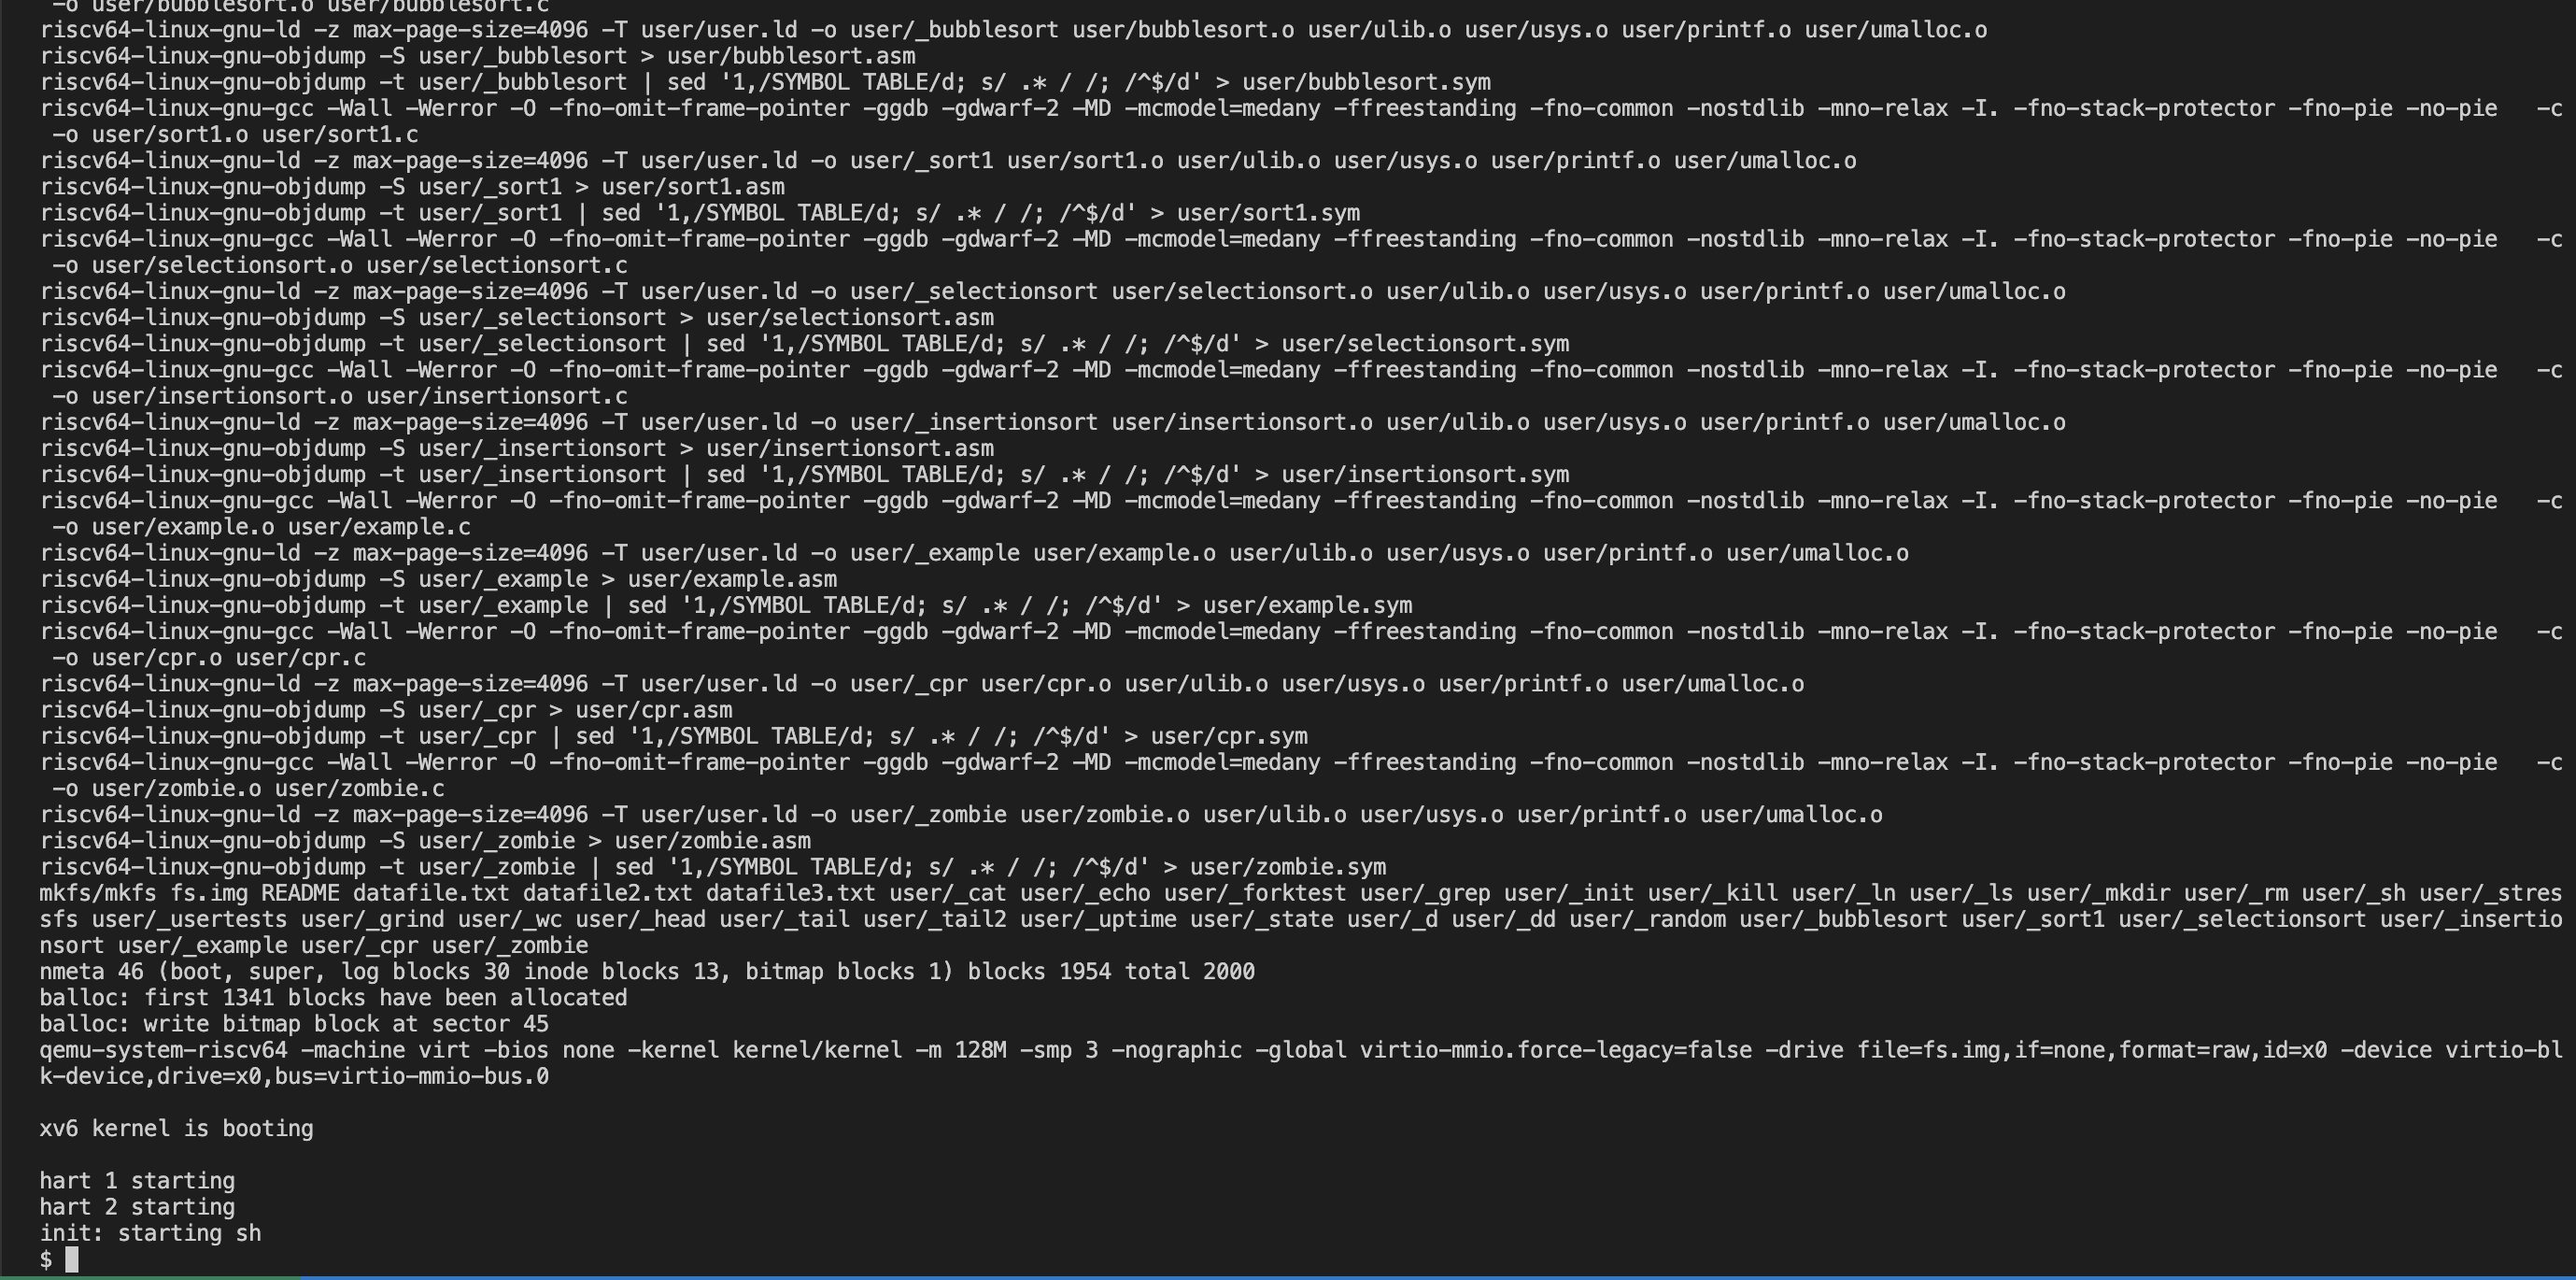 -o user/bubblesort.o user/bubblesort.c
riscv64-linux-gnu-ld -z max-page-size=4096 -T user/user.ld -o user/_bubblesort user/bubblesort.o user/ulib.o user/usys.o user/printf.o user/umalloc.o
riscv64-linux-gnu-objdump -S user/_bubblesort > user/bubblesort.asm
riscv64-linux-gnu-objdump -t user/_bubblesort | sed '1,/SYMBOL TABLE/d; s/ .* / /; /^$/d' > user/bubblesort.sym
riscv64-linux-gnu-gcc -Wall -Werror -O -fno-omit-frame-pointer -ggdb -gdwarf-2 -MD -mcmodel=medany -ffreestanding -fno-common -nostdlib -mno-relax -I. -fno-stack-protector -fno-pie -no-pie   -c
 -o user/sort1.o user/sort1.c
riscv64-linux-gnu-ld -z max-page-size=4096 -T user/user.ld -o user/_sort1 user/sort1.o user/ulib.o user/usys.o user/printf.o user/umalloc.o
riscv64-linux-gnu-objdump -S user/_sort1 > user/sort1.asm
riscv64-linux-gnu-objdump -t user/_sort1 | sed '1,/SYMBOL TABLE/d; s/ .* / /; /^$/d' > user/sort1.sym
riscv64-linux-gnu-gcc -Wall -Werror -O -fno-omit-frame-pointer -ggdb -gdwarf-2 -MD -mcmodel=medany -ffreestanding -fno-common -nostdlib -mno-relax -I. -fno-stack-protector -fno-pie -no-pie   -c
 -o user/selectionsort.o user/selectionsort.c
riscv64-linux-gnu-ld -z max-page-size=4096 -T user/user.ld -o user/_selectionsort user/selectionsort.o user/ulib.o user/usys.o user/printf.o user/umalloc.o
riscv64-linux-gnu-objdump -S user/_selectionsort > user/selectionsort.asm
riscv64-linux-gnu-objdump -t user/_selectionsort | sed '1,/SYMBOL TABLE/d; s/ .* / /; /^$/d' > user/selectionsort.sym
riscv64-linux-gnu-gcc -Wall -Werror -O -fno-omit-frame-pointer -ggdb -gdwarf-2 -MD -mcmodel=medany -ffreestanding -fno-common -nostdlib -mno-relax -I. -fno-stack-protector -fno-pie -no-pie   -c
 -o user/insertionsort.o user/insertionsort.c
riscv64-linux-gnu-ld -z max-page-size=4096 -T user/user.ld -o user/_insertionsort user/insertionsort.o user/ulib.o user/usys.o user/printf.o user/umalloc.o
riscv64-linux-gnu-objdump -S user/_insertionsort > user/insertionsort.asm
riscv64-linux-gnu-objdump -t user/_insertionsort | sed '1,/SYMBOL TABLE/d; s/ .* / /; /^$/d' > user/insertionsort.sym
riscv64-linux-gnu-gcc -Wall -Werror -O -fno-omit-frame-pointer -ggdb -gdwarf-2 -MD -mcmodel=medany -ffreestanding -fno-common -nostdlib -mno-relax -I. -fno-stack-protector -fno-pie -no-pie   -c
 -o user/example.o user/example.c
riscv64-linux-gnu-ld -z max-page-size=4096 -T user/user.ld -o user/_example user/example.o user/ulib.o user/usys.o user/printf.o user/umalloc.o
riscv64-linux-gnu-objdump -S user/_example > user/example.asm
riscv64-linux-gnu-objdump -t user/_example | sed '1,/SYMBOL TABLE/d; s/ .* / /; /^$/d' > user/example.sym
riscv64-linux-gnu-gcc -Wall -Werror -O -fno-omit-frame-pointer -ggdb -gdwarf-2 -MD -mcmodel=medany -ffreestanding -fno-common -nostdlib -mno-relax -I. -fno-stack-protector -fno-pie -no-pie   -c
 -o user/cpr.o user/cpr.c
riscv64-linux-gnu-ld -z max-page-size=4096 -T user/user.ld -o user/_cpr user/cpr.o user/ulib.o user/usys.o user/printf.o user/umalloc.o
riscv64-linux-gnu-objdump -S user/_cpr > user/cpr.asm
riscv64-linux-gnu-objdump -t user/_cpr | sed '1,/SYMBOL TABLE/d; s/ .* / /; /^$/d' > user/cpr.sym
riscv64-linux-gnu-gcc -Wall -Werror -O -fno-omit-frame-pointer -ggdb -gdwarf-2 -MD -mcmodel=medany -ffreestanding -fno-common -nostdlib -mno-relax -I. -fno-stack-protector -fno-pie -no-pie   -c
 -o user/zombie.o user/zombie.c
riscv64-linux-gnu-ld -z max-page-size=4096 -T user/user.ld -o user/_zombie user/zombie.o user/ulib.o user/usys.o user/printf.o user/umalloc.o
riscv64-linux-gnu-objdump -S user/_zombie > user/zombie.asm
riscv64-linux-gnu-objdump -t user/_zombie | sed '1,/SYMBOL TABLE/d; s/ .* / /; /^$/d' > user/zombie.sym
mkfs/mkfs fs.img README datafile.txt datafile2.txt datafile3.txt user/_cat user/_echo user/_forktest user/_grep user/_init user/_kill user/_ln user/_ls user/_mkdir user/_rm user/_sh user/_stres
sfs user/_usertests user/_grind user/_wc user/_head user/_tail user/_tail2 user/_uptime user/_state user/_d user/_dd user/_random user/_bubblesort user/_sort1 user/_selectionsort user/_insertio
nsort user/_example user/_cpr user/_zombie
nmeta 46 (boot, super, log blocks 30 inode blocks 13, bitmap blocks 1) blocks 1954 total 2000
balloc: first 1341 blocks have been allocated
balloc: write bitmap block at sector 45
qemu-system-riscv64 -machine virt -bios none -kernel kernel/kernel -m 128M -smp 3 -nographic -global virtio-mmio.force-legacy=false -drive file=fs.img,if=none,format=raw,id=x0 -device virtio-bl
k-device,drive=x0,bus=virtio-mmio-bus.0
xv6 kernel is booting
hart 1 starting
hart 2 starting
init: starting sh
$